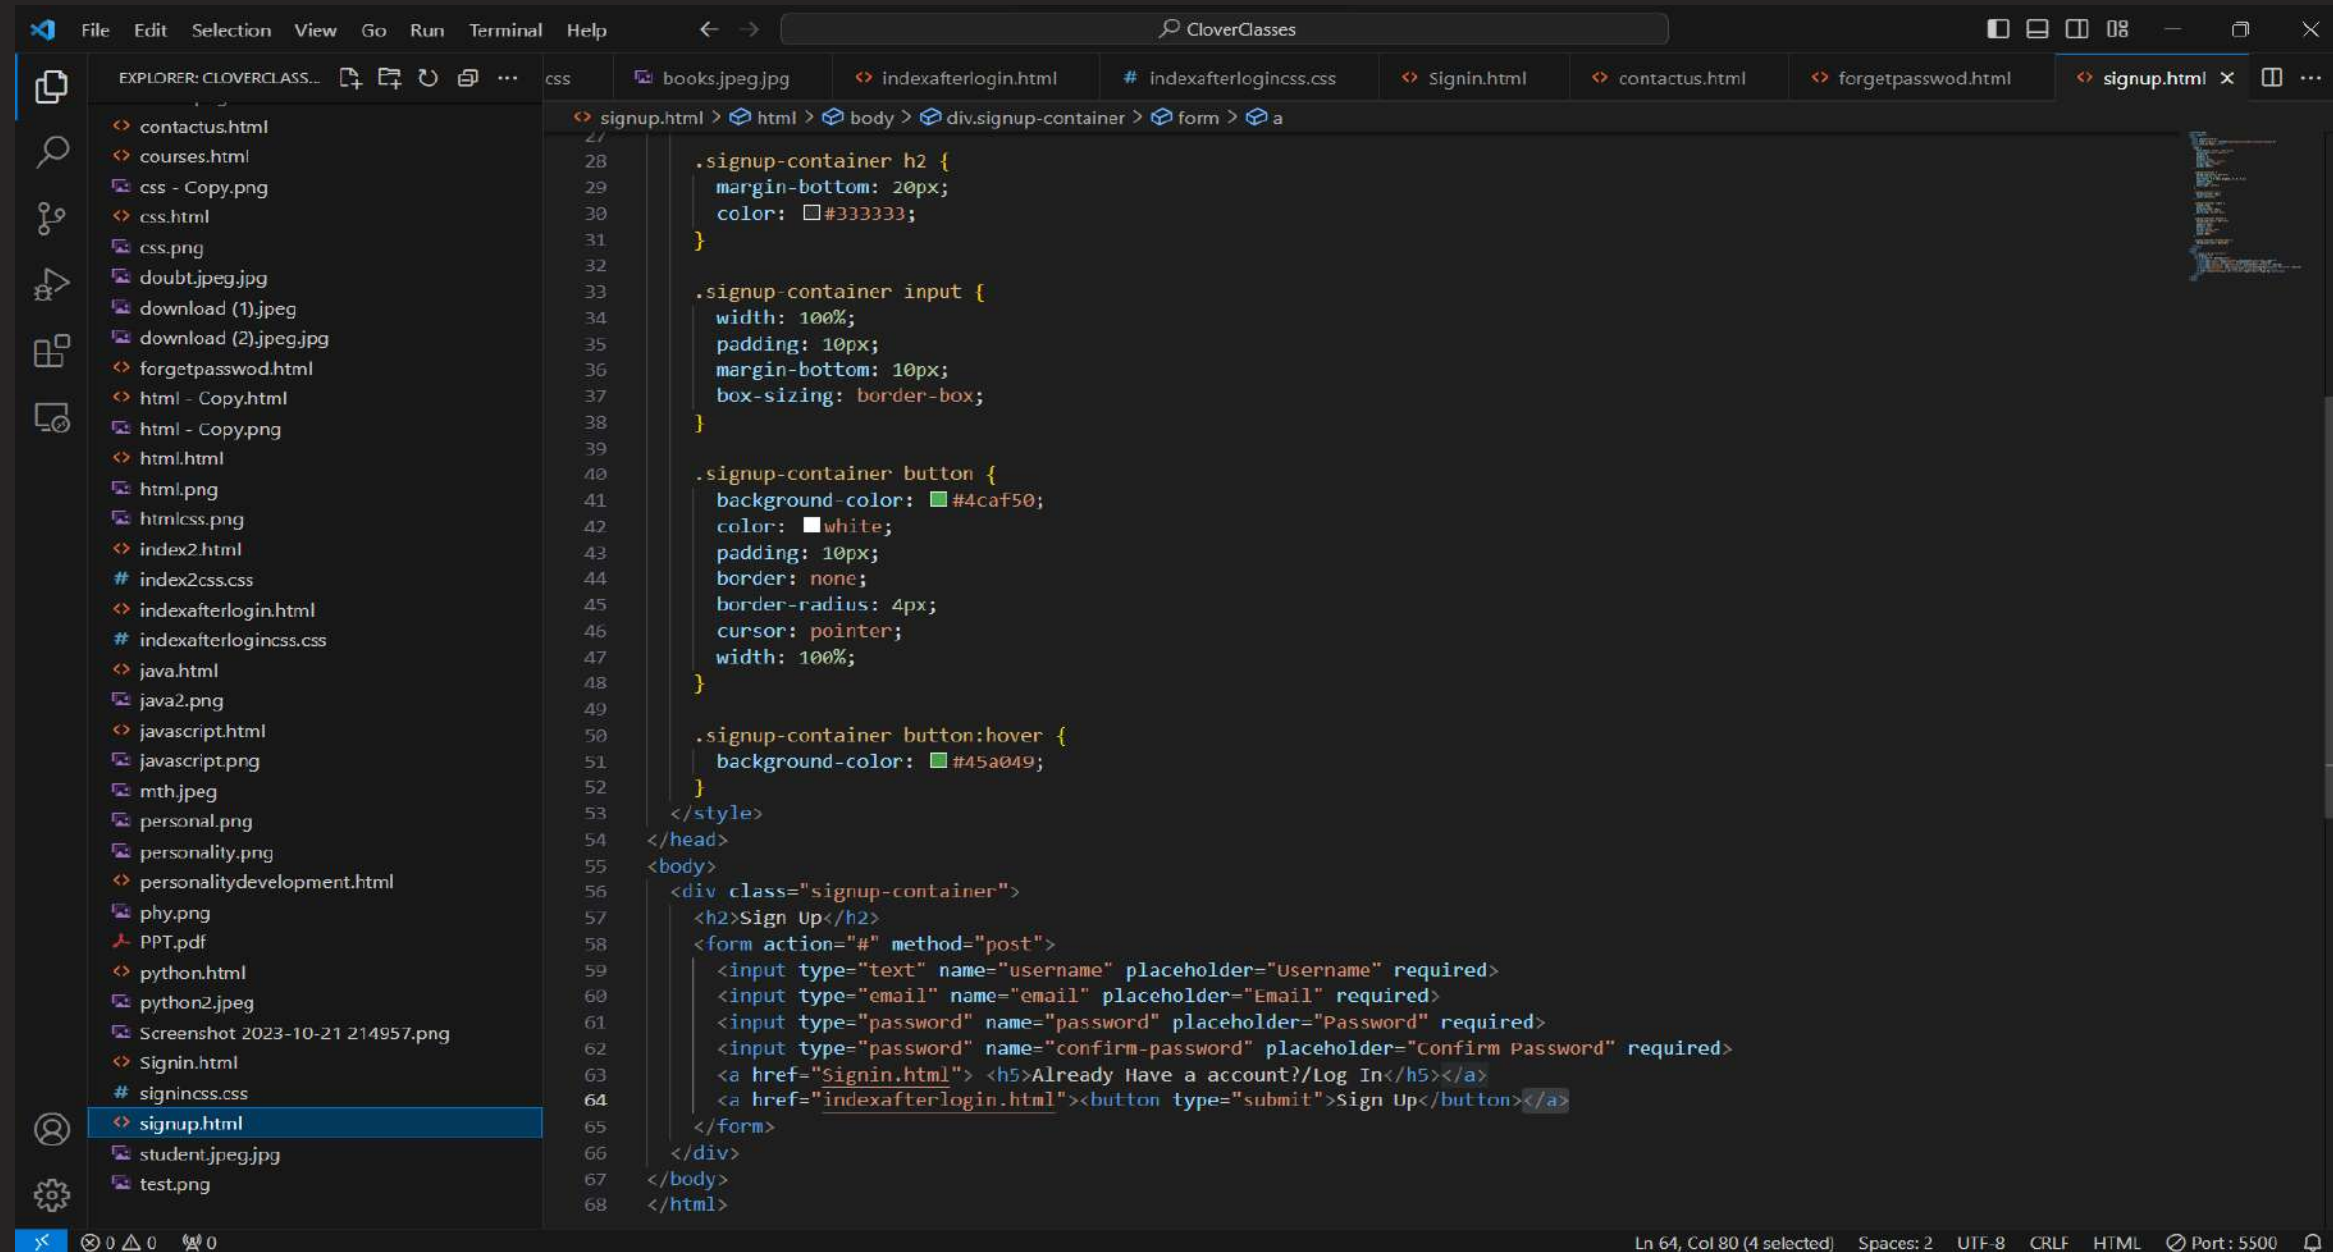 File Edit Selection View Go Run Terminal Help
CloverClasses
EXPLORER: CLOVERCLASS...
contactus.html
courses.html
css - Copy.png
css.html
css.png
doubt.jpeg.jpg
download (1).jpeg
download (2).jpeg.jpg
forgetpasswod.html
html - Copy.html
html - Copy.png
html.html
html.png
htmlcss.png
index2.html
index2css.css
indexafterlogin.html
indexafterlogincss.css
java.html
java2.png
javascript.html
javascript.png
mth.jpeg
personal.png
personality.png
personalitydevelopment.html
phy.png
PPT.pdf
python.html
python2.jpeg
Screenshot 2023-10-21 214957.png
Signin.html
signincss.css
signup.html
student.jpeg.jpg
test.png
css books.jpeg.jpg indexafterlogin.html indexafterlogincss.css Signin.html contactus.html forgetpasswod.html signup.html
signup.html > html > body > div.signup-container > form > a
27
28 .signup-container h2 {
29 margin-bottom: 20px;
30 color: #333333;
31 }
32
33 .signup-container input {
34 width: 100%;
35 padding: 10px;
36 margin-bottom: 10px;
37 box-sizing: border-box;
38 }
39
40 .signup-container button {
41 background-color: #4caf50;
42 color: white;
43 padding: 10px;
44 border: none;
45 border-radius: 4px;
46 cursor: pointer;
47 width: 100%;
48 }
49
50 .signup-container button:hover {
51 background-color: #45a049;
52 }
53 </style>
54 </head>
55 <body>
56 <div class="signup-container">
57 <h2>Sign Up</h2>
58 <form action="#" method="post">
59 <input type="text" name="username" placeholder="Username" required>
60 <input type="email" name="email" placeholder="Email" required>
61 <input type="password" name="password" placeholder="Password" required>
62 <input type="password" name="confirm-password" placeholder="Confirm Password" required>
63 <a href="Signin.html"> <h5>Already Have a account?/Log In</h5></a>
64 <a href="indexafterlogin.html"><button type="submit">Sign Up</button></a>
65 </form>
66 </div>
67 </body>
68 </html>
0 0 0 Ln 64, Col 80 (4 selected) Spaces: 2 UTF-8 CRLF HTML Port : 5500